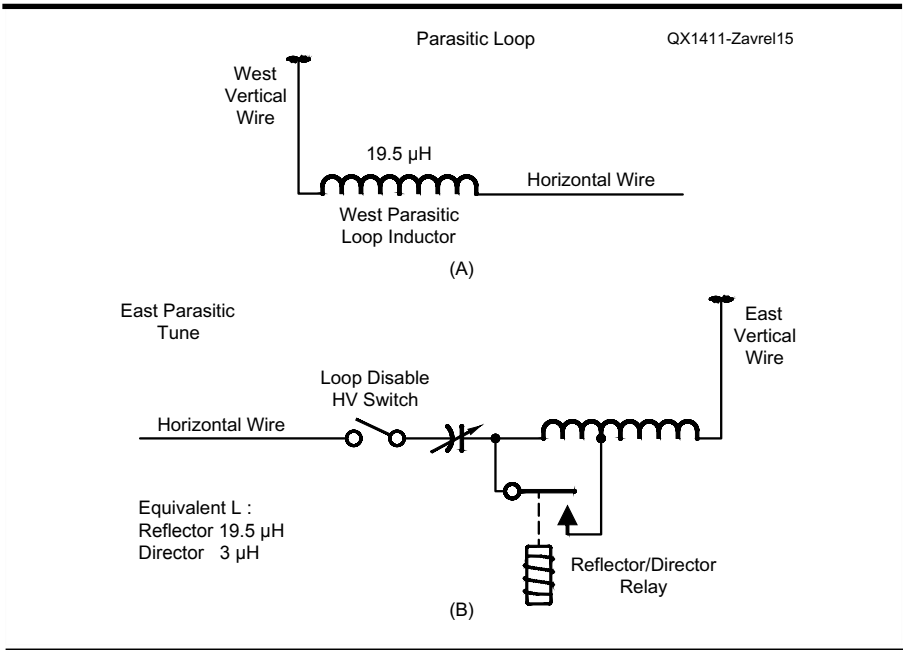 Parasitic Loop
QX1411-Zavrel15
West
Vertical
Wire
19.5 µH
Horizontal Wire
West Parasitic
Loop Inductor
(A)
East Parasitic
Tune
East
Vertical
Wire
Loop Disable
HV Switch
Horizontal Wire
Equivalent L :
Reflector 19.5 µH
Director 3 µH
Reflector/Director
Relay
(B)